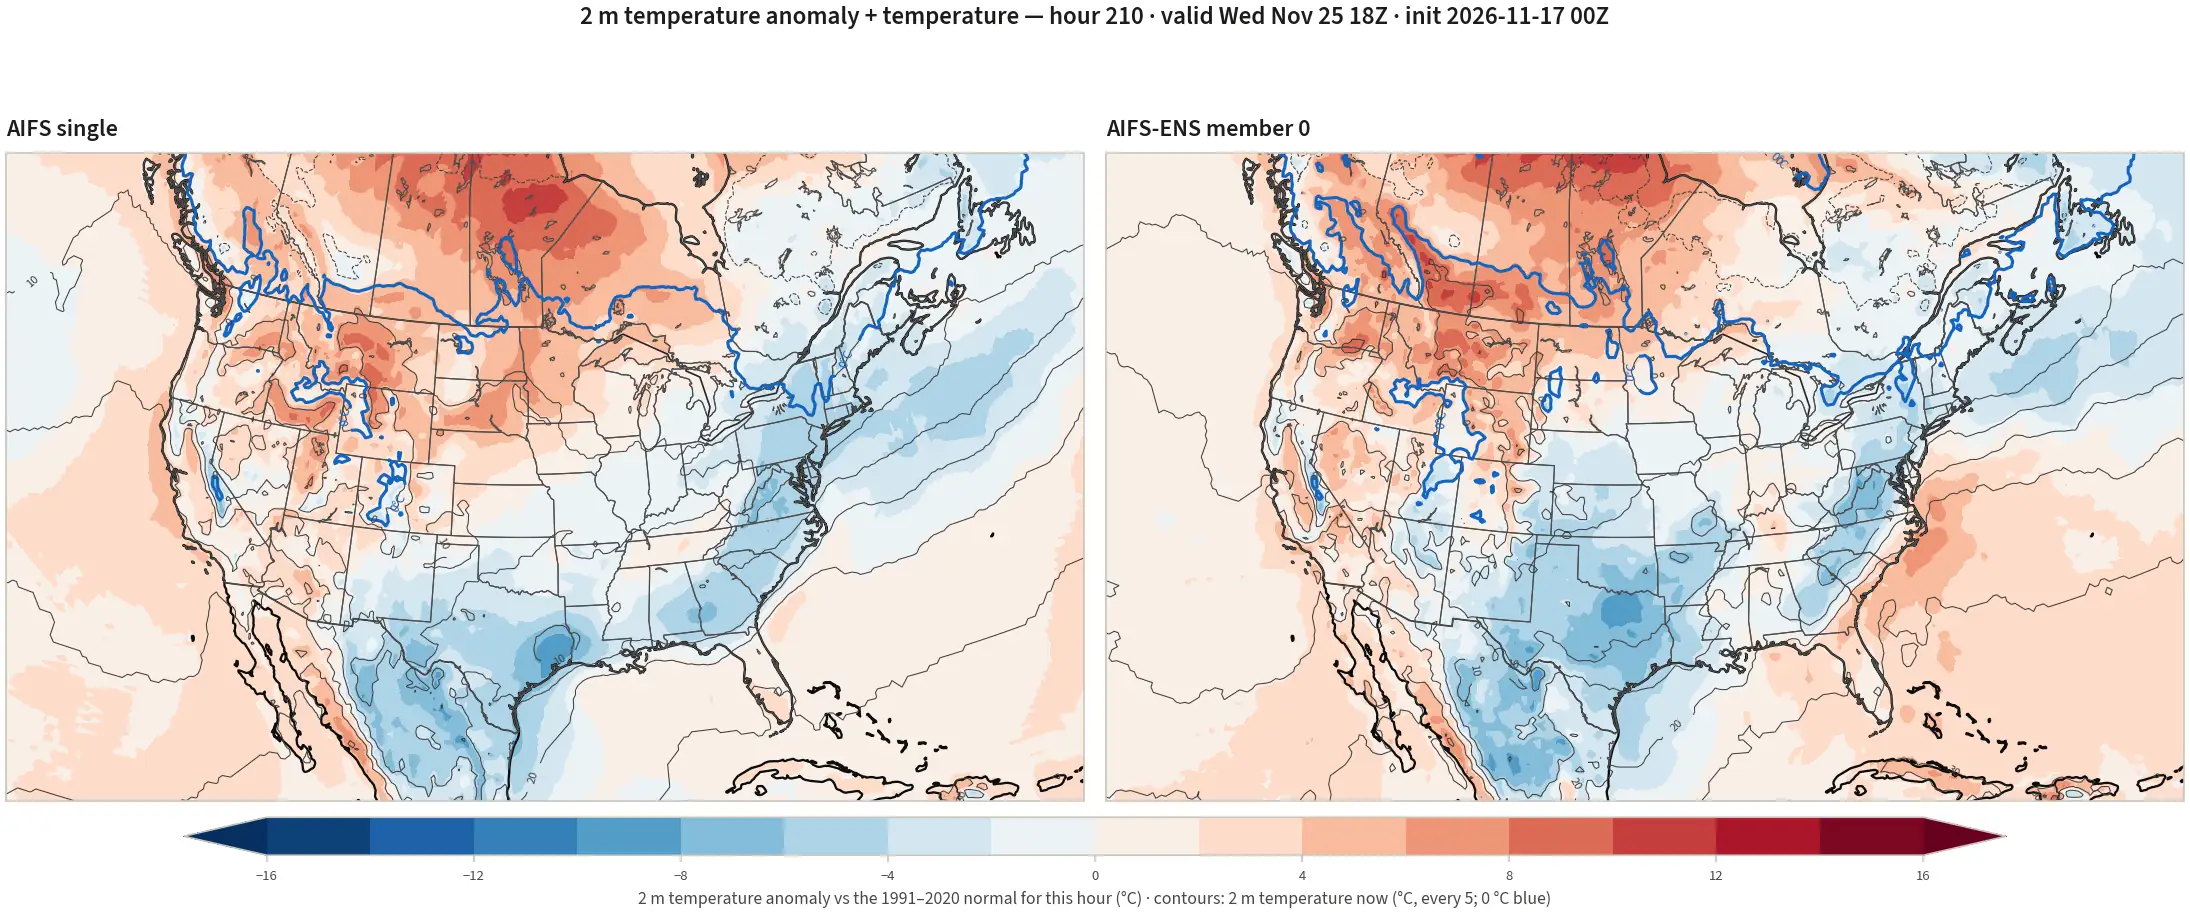 2 m temperature anomaly + temperature — hour 210 · valid Wed Nov 25 18Z · init 2026-11-17 00Z
AIFS single
AIFS-ENS member 0
10
10
20
20
20
−16 −12 −8 −4 0 4 8 12 16
2 m temperature anomaly vs the 1991–2020 normal for this hour (°C) · contours: 2 m temperature now (°C, every 5; 0 °C blue)